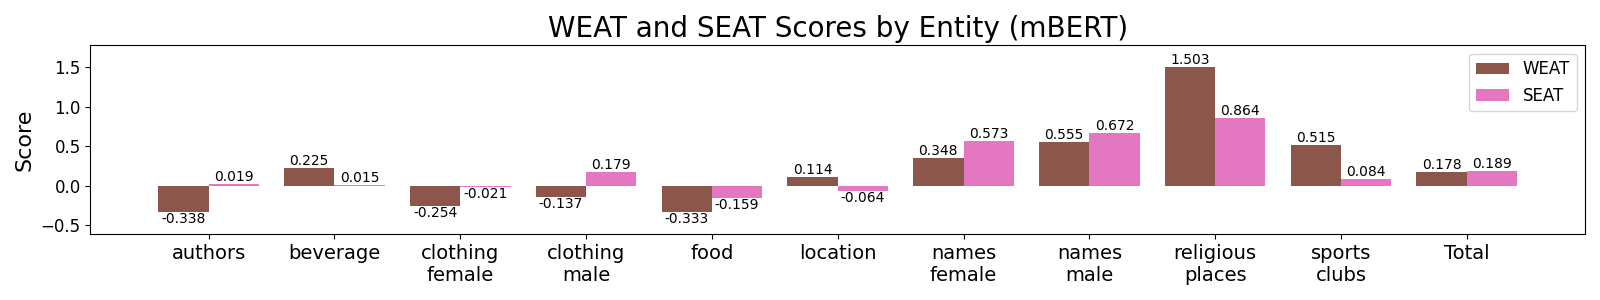 WEAT and SEAT Scores by Entity (mBERT)
Score
1.5
1.0
0.5
0.0
−0.5
WEAT
SEAT
-0.338
0.019
0.225
0.015
-0.254
-0.021
-0.137
0.179
-0.333
-0.159
0.114
-0.064
0.348
0.573
0.555
0.672
1.503
0.864
0.515
0.084
0.178
0.189
authors
beverage
clothing
female
clothing
male
food
location
names
female
names
male
religious
places
sports
clubs
Total